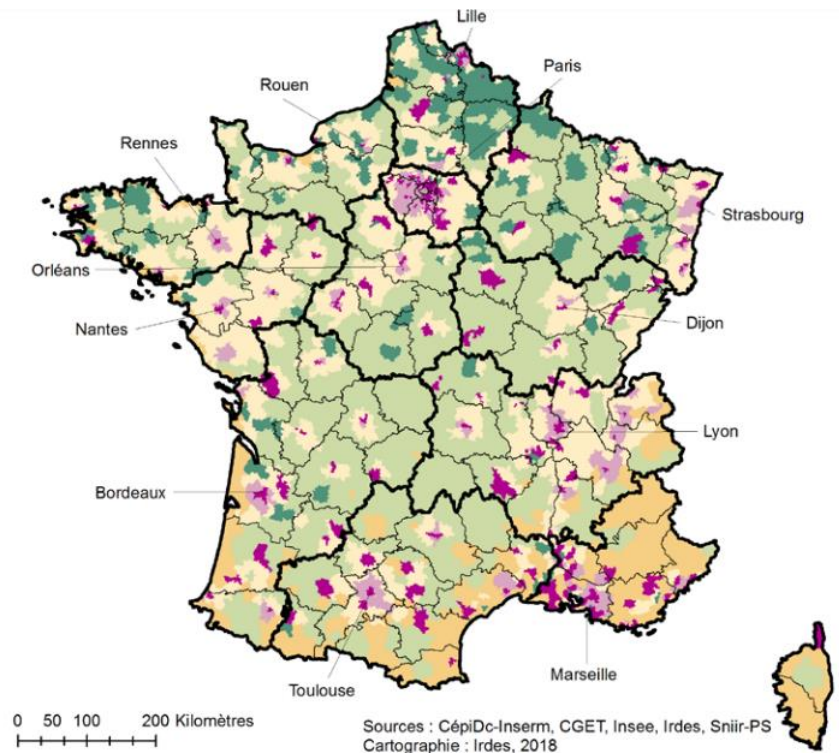 Lille
Paris
Rouen
Rennes
Strasbourg
Orléans
Nantes
Dijon
Lyon
Bordeaux
Marseille
Toulouse
0 50 100 200 Kilomètres
Sources : CépiDc-Inserm, CGET, Insee, Irdes, Sniir-PS
Cartographie : Irdes, 2018